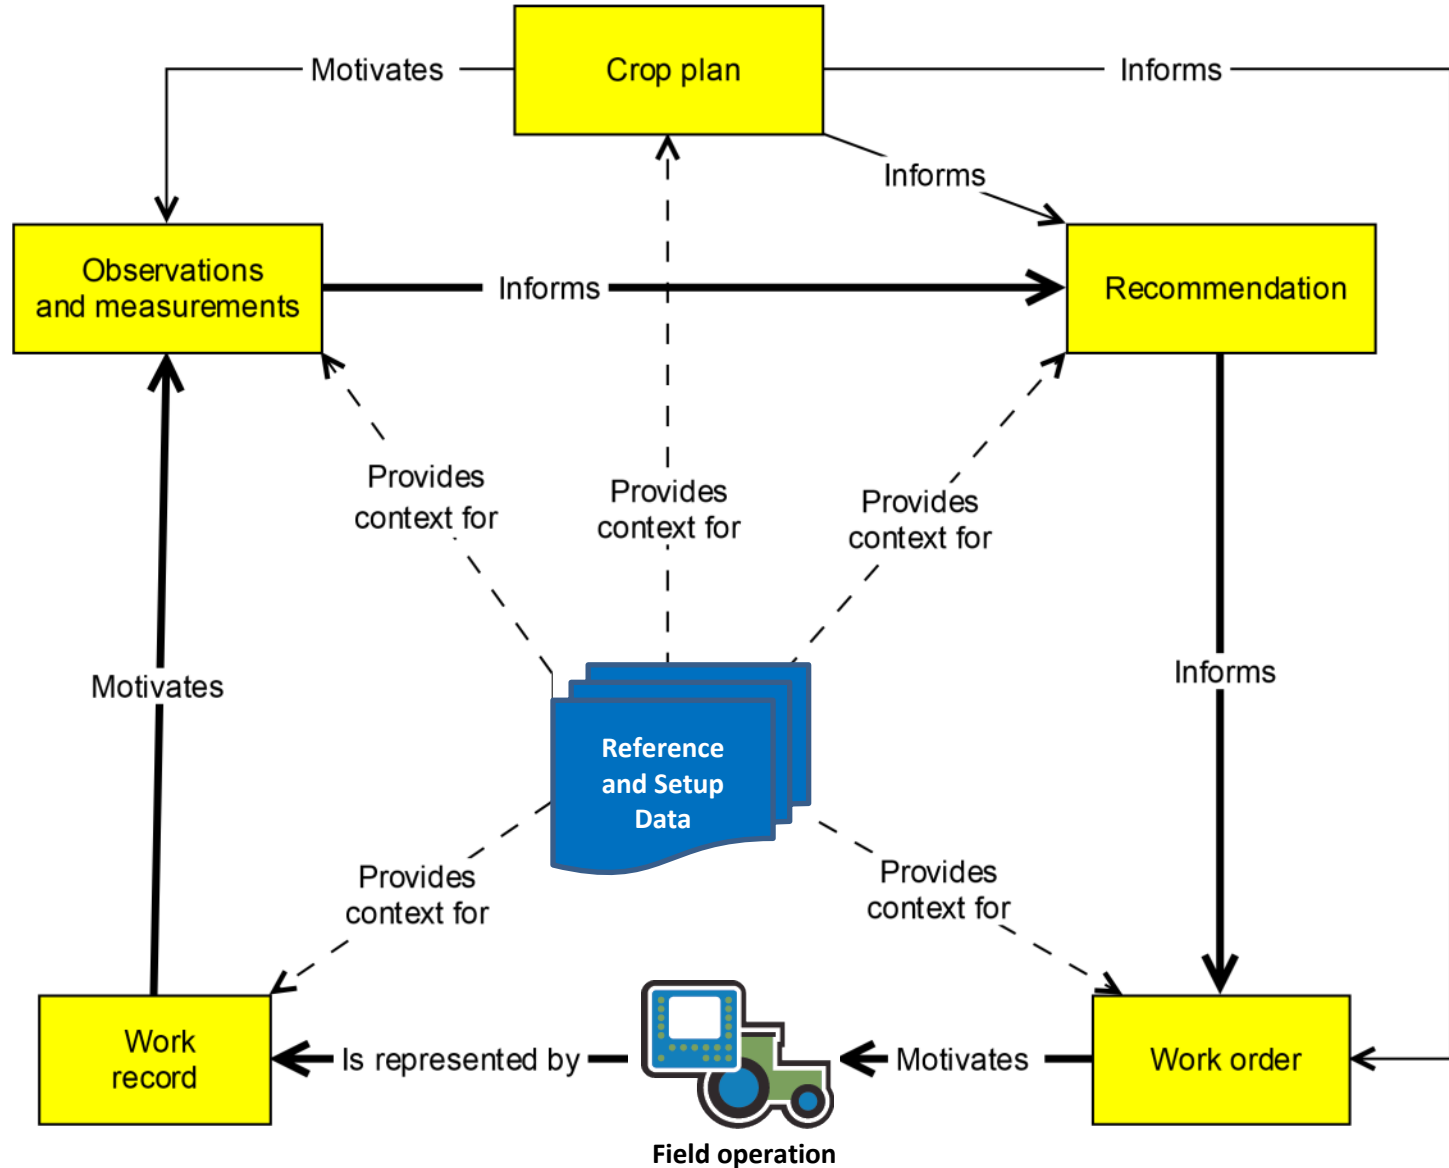 Motivates
Crop plan
Informs
Informs
Observations
and measurements
Informs
Recommendation
Provides
context for
Provides
context for
Provides
context for
Motivates
Informs
Reference
and Setup
Data
Provides
context for
Provides
context for
Work
record
Is represented by
Motivates
Work order
Field operation